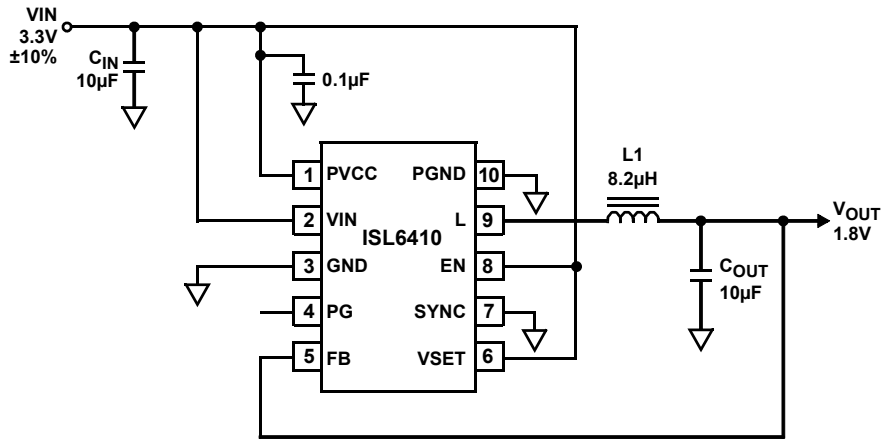 VIN
3.3V
±10%
CIN
10µF
0.1µF
1 PVCC
2 VIN
3 GND
4 PG
5 FB
ISL6410
PGND 10
L 9
EN 8
SYNC 7
VSET 6
L1
8.2µH
VOUT
1.8V
COUT
10µF